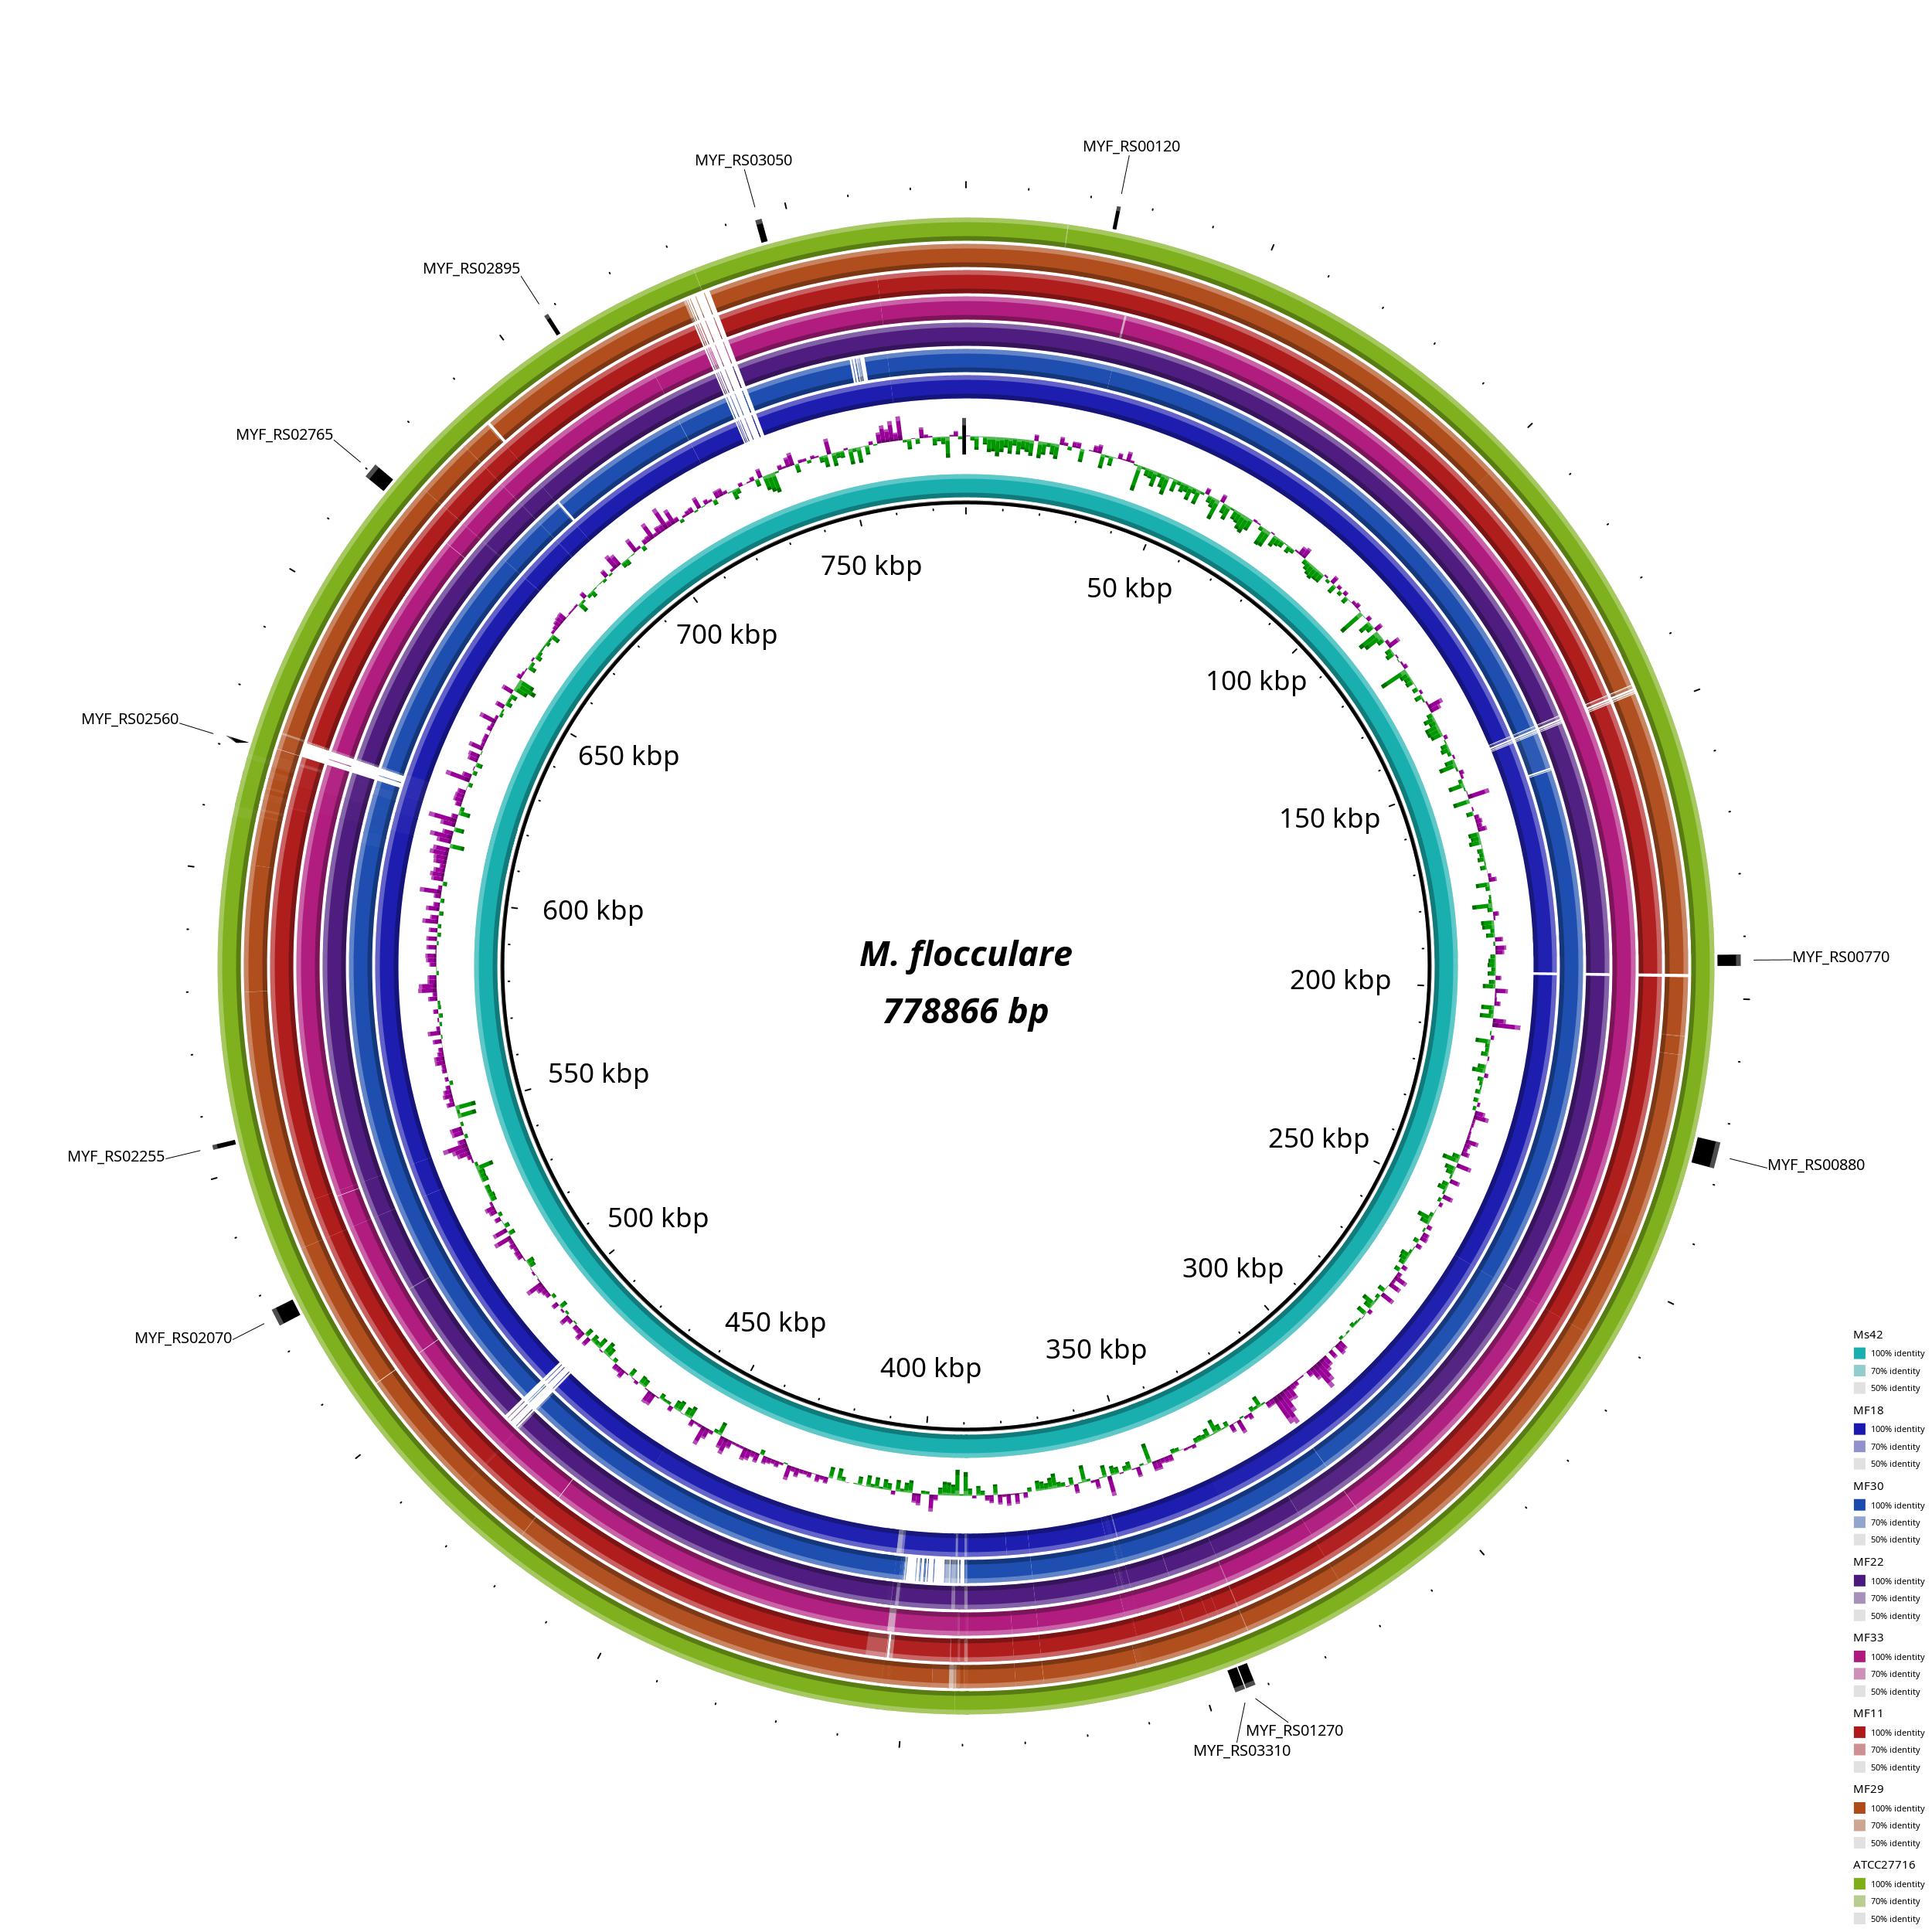 MYF_RS00120
MYF_RS03050
MYF_RS02895
MYF_RS02765
MYF_RS02560
MYF_RS02255
MYF_RS02070
MYF_RS00770
MYF_RS00880
MYF_RS01270
MYF_RS03310
750 kbp
50 kbp
700 kbp
100 kbp
650 kbp
150 kbp
600 kbp
200 kbp
550 kbp
250 kbp
500 kbp
300 kbp
450 kbp
350 kbp
400 kbp
M. flocculare
778866 bp
Ms42
100% identity
70% identity
50% identity
MF18
100% identity
70% identity
50% identity
MF30
100% identity
70% identity
50% identity
MF22
100% identity
70% identity
50% identity
MF33
100% identity
70% identity
50% identity
MF11
100% identity
70% identity
50% identity
MF29
100% identity
70% identity
50% identity
ATCC27716
100% identity
70% identity
50% identity